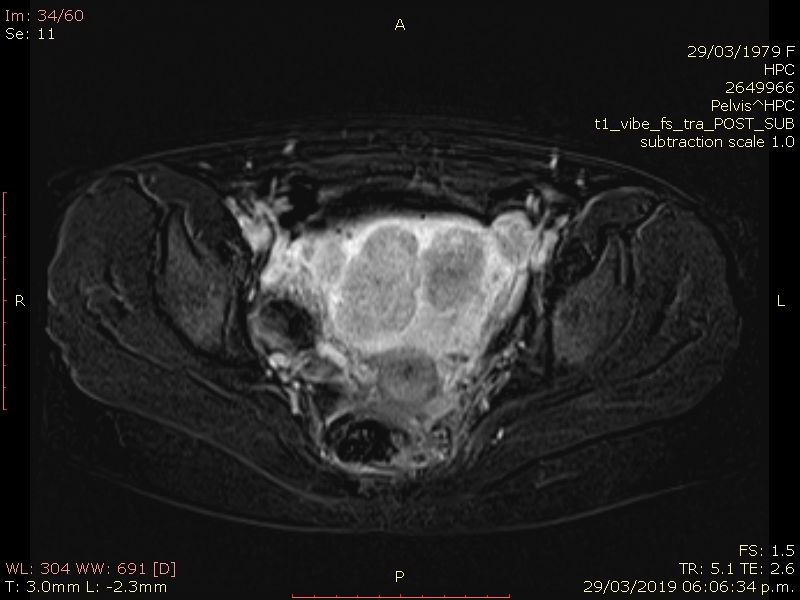 Im: 34/60
Se: 11
A
29/03/1979 F
HPC
2649966
Pelvis^HPC
t1_vibe_fs_tra_POST_SUB
subtraction scale 1.0
R
L
WL: 304 WW: 691 [D]
T: 3.0mm L: -2.3mm
P
FS: 1.5
TR: 5.1 TE: 2.6
29/03/2019 06:06:34 p.m.